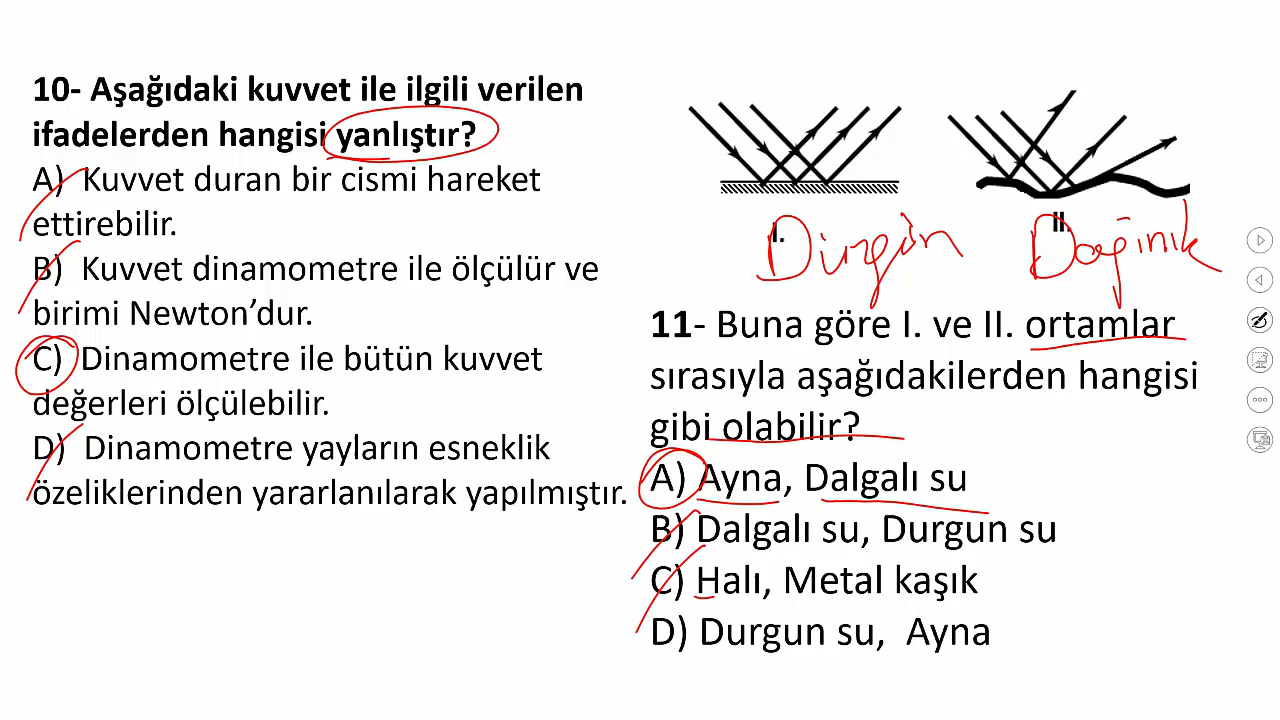 10- Aşağıdaki kuvvet ile ilgili verilen
ifadelerden hangisi yanlıştır?
A) Kuvvet duran bir cismi hareket
ettirebilir.
B) Kuvvet dinamometre ile ölçülür ve
birimi Newton’dur.
C) Dinamometre ile bütün kuvvet
değerleri ölçülebilir.
D) Dinamometre yayların esneklik
özeliklerinden yararlanılarak yapılmıştır.
I. II.
Dürgün Dağınık
11- Buna göre I. ve II. ortamlar
sırasıyla aşağıdakilerden hangisi
gibi olabilir?
A) Ayna, Dalgalı su
B) Dalgalı su, Durgun su
C) Halı, Metal kaşık
D) Durgun su, Ayna